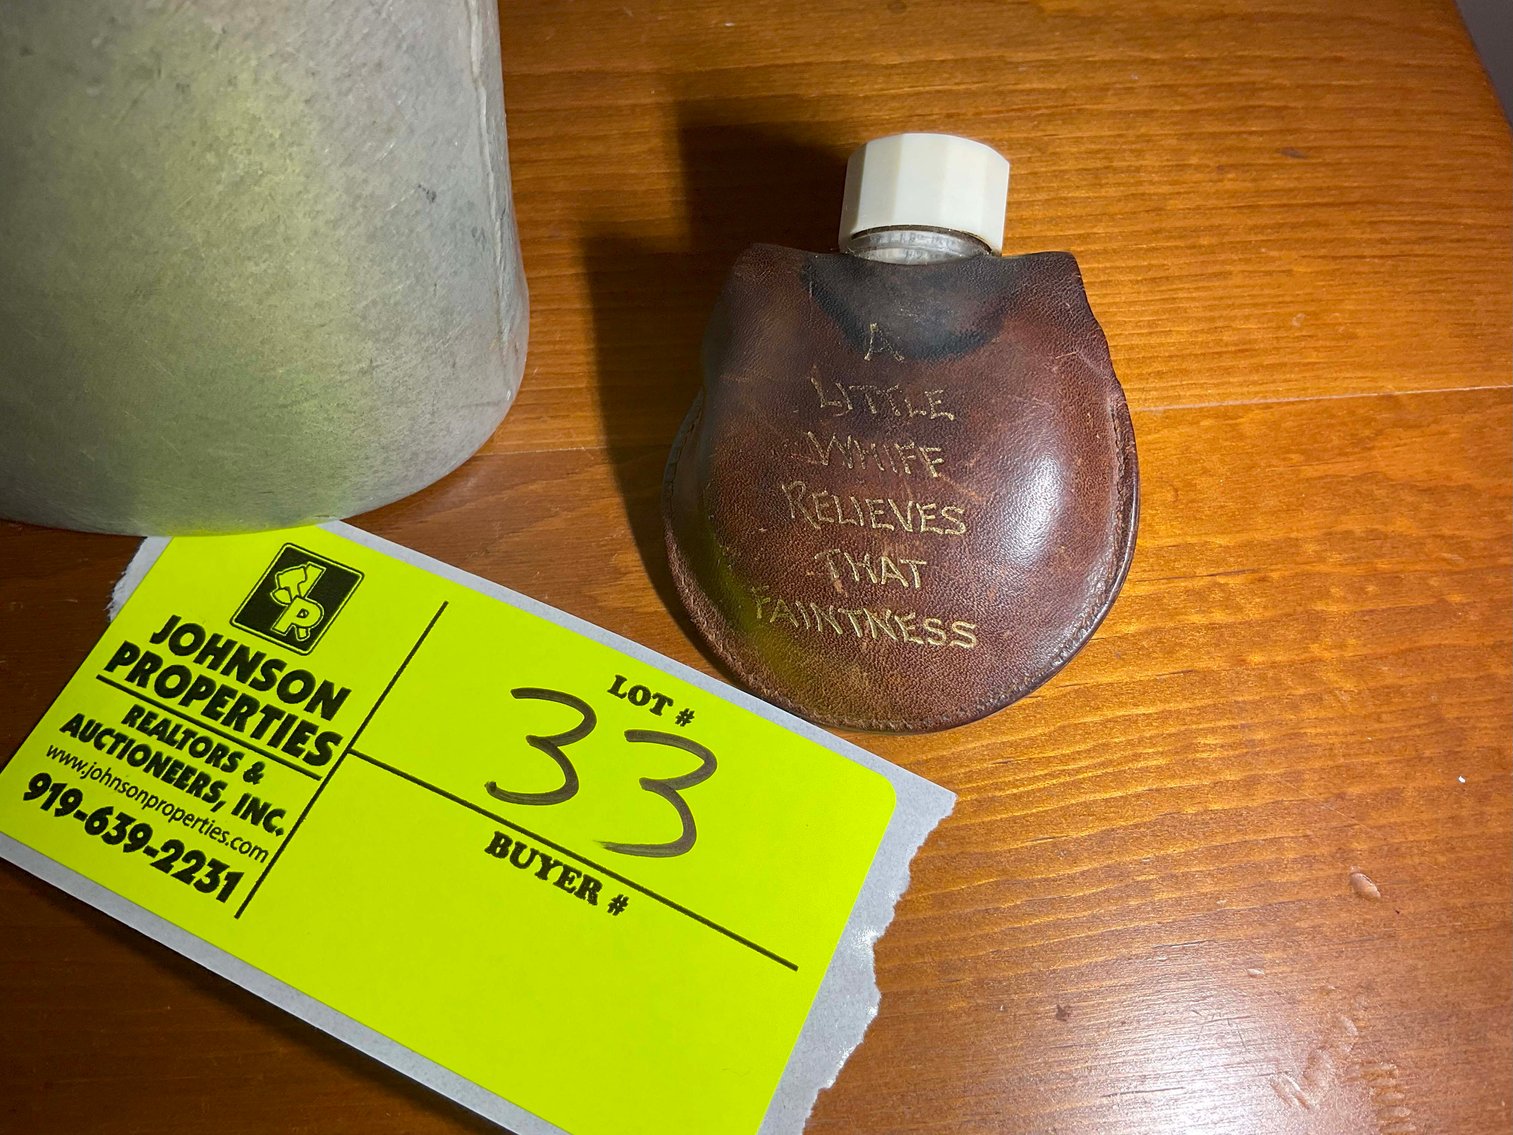 A
LITTLE
WHIFF
RELIEVES
THAT
FAINTNESS
JP
JOHNSON
PROPERTIES
REALTORS &
AUCTIONEERS, INC.
www.johnsonproperties.com
919-639-2231
LOT #
33
BUYER #